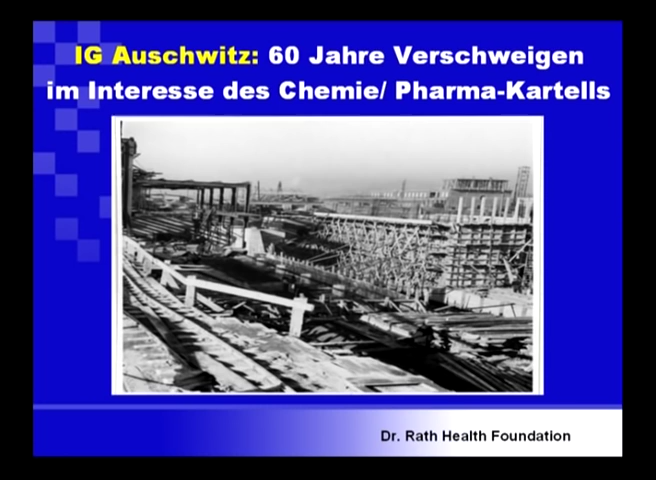 IG Auschwitz: 60 Jahre Verschweigen
im Interesse des Chemie/ Pharma-Kartells
Dr. Rath Health Foundation